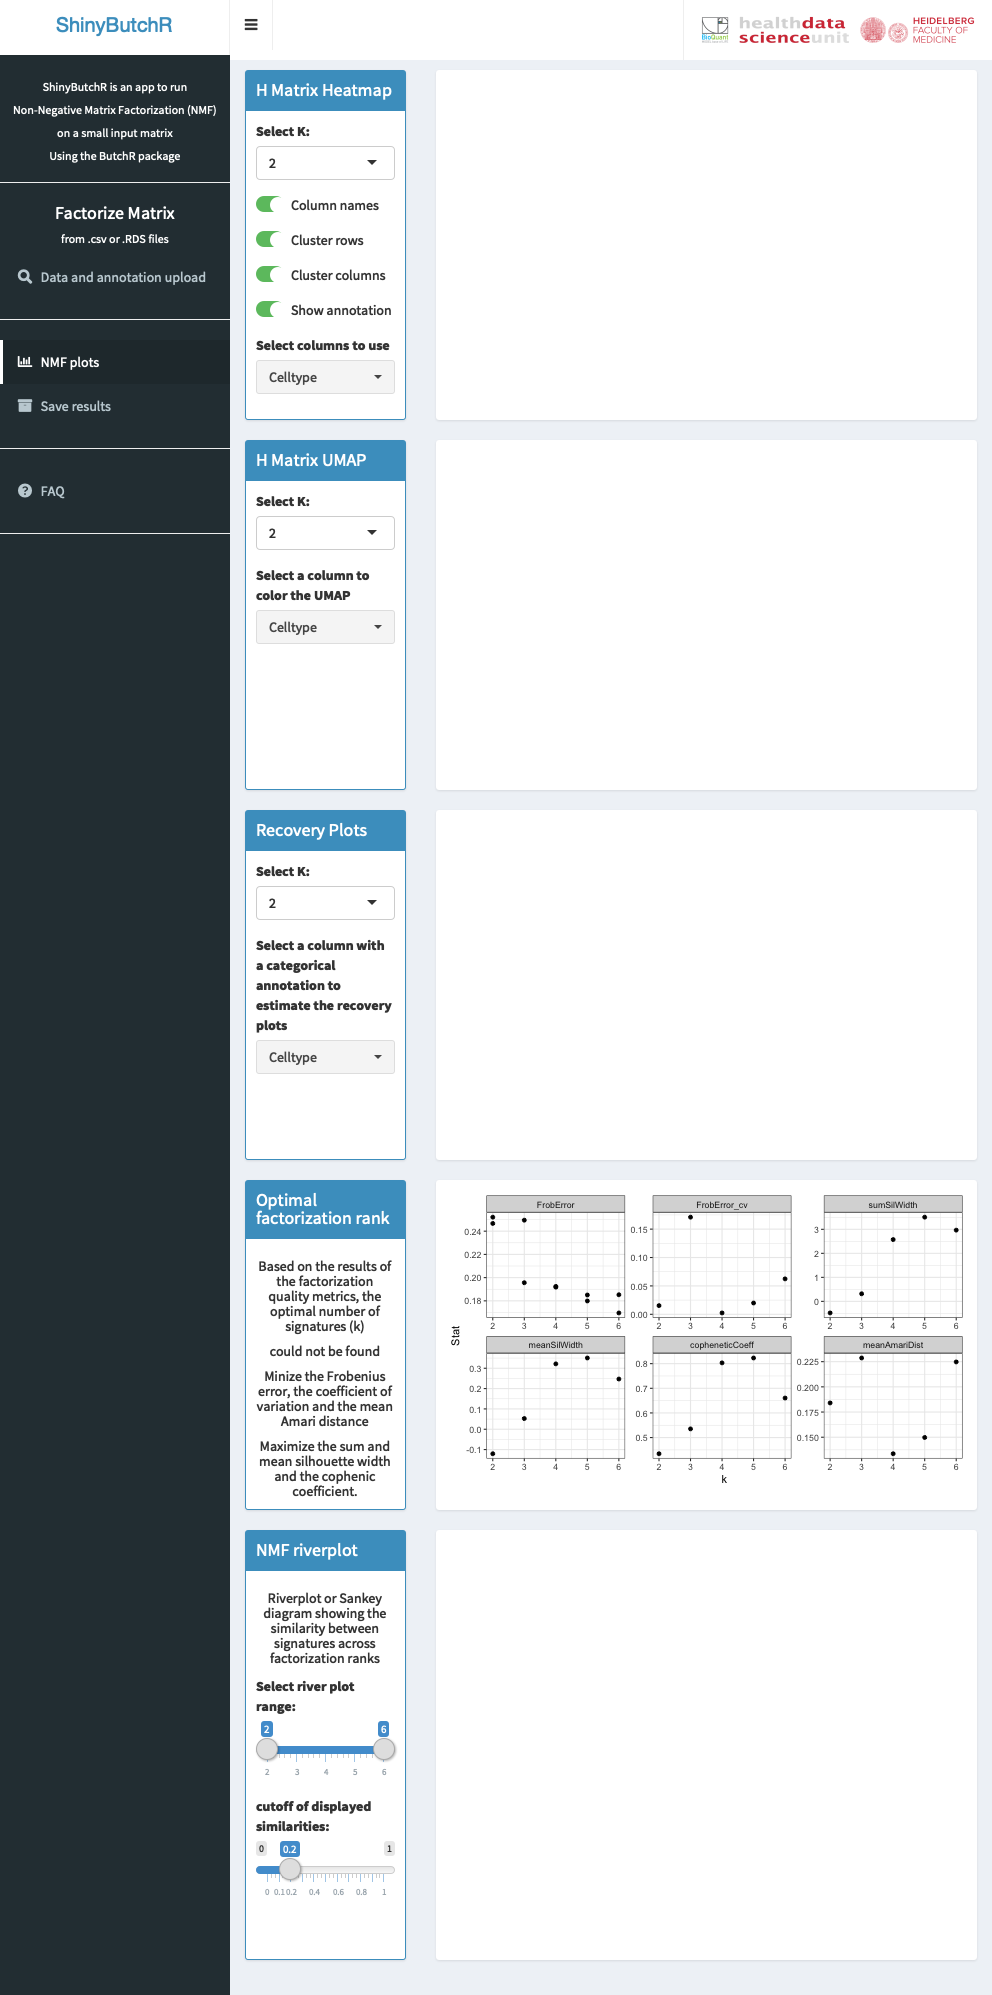 ShinyButchR
healthdata
scienceunit
BioQuant
HEIDELBERG
FACULTY OF
MEDICINE
ShinyButchR is an app to run
Non-Negative Matrix Factorization (NMF)
on a small input matrix
Using the ButchR package
Factorize Matrix
from .csv or .RDS files
Data and annotation upload
NMF plots
Save results
FAQ
H Matrix Heatmap
Select K:
2
Column names
Cluster rows
Cluster columns
Show annotation
Select columns to use
Celltype
H Matrix UMAP
Select K:
2
Select a column to
color the UMAP
Celltype
Recovery Plots
Select K:
2
Select a column with
a categorical
annotation to
estimate the recovery
plots
Celltype
Optimal
factorization rank
Based on the results of
the factorization
quality metrics, the
optimal number of
signatures (k)
could not be found
Minize the Frobenius
error, the coefficient of
variation and the mean
Amari distance
Maximize the sum and
mean silhouette width
and the cophenic
coefficient.
Stat
FrobError
0.24
0.22
0.20
0.18
2 3 4 5 6
FrobError_cv
0.15
0.10
0.05
0.00
2 3 4 5 6
sumSilWidth
3
2
1
0
2 3 4 5 6
meanSilWidth
0.3
0.2
0.1
0.0
-0.1
2 3 4 5 6
copheneticCoeff
0.8
0.7
0.6
0.5
2 3 4 5 6
meanAmariDist
0.225
0.200
0.175
0.150
2 3 4 5 6
k
NMF riverplot
Riverplot or Sankey
diagram showing the
similarity between
signatures across
factorization ranks
Select river plot
range:
2 6
2 3 4 5 6
cutoff of displayed
similarities:
0 0.2 1
0 0.1 0.2 0.4 0.6 0.8 1